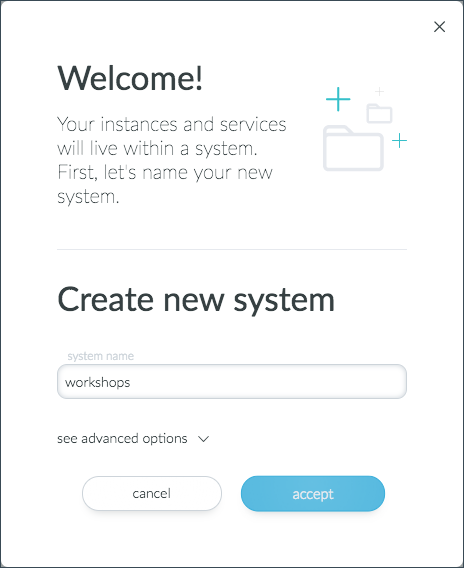 Welcome!
Your instances and services
will live within a system.
First, let's name your new
system.
Create new system
system name
workshops
see advanced options
cancel
accept